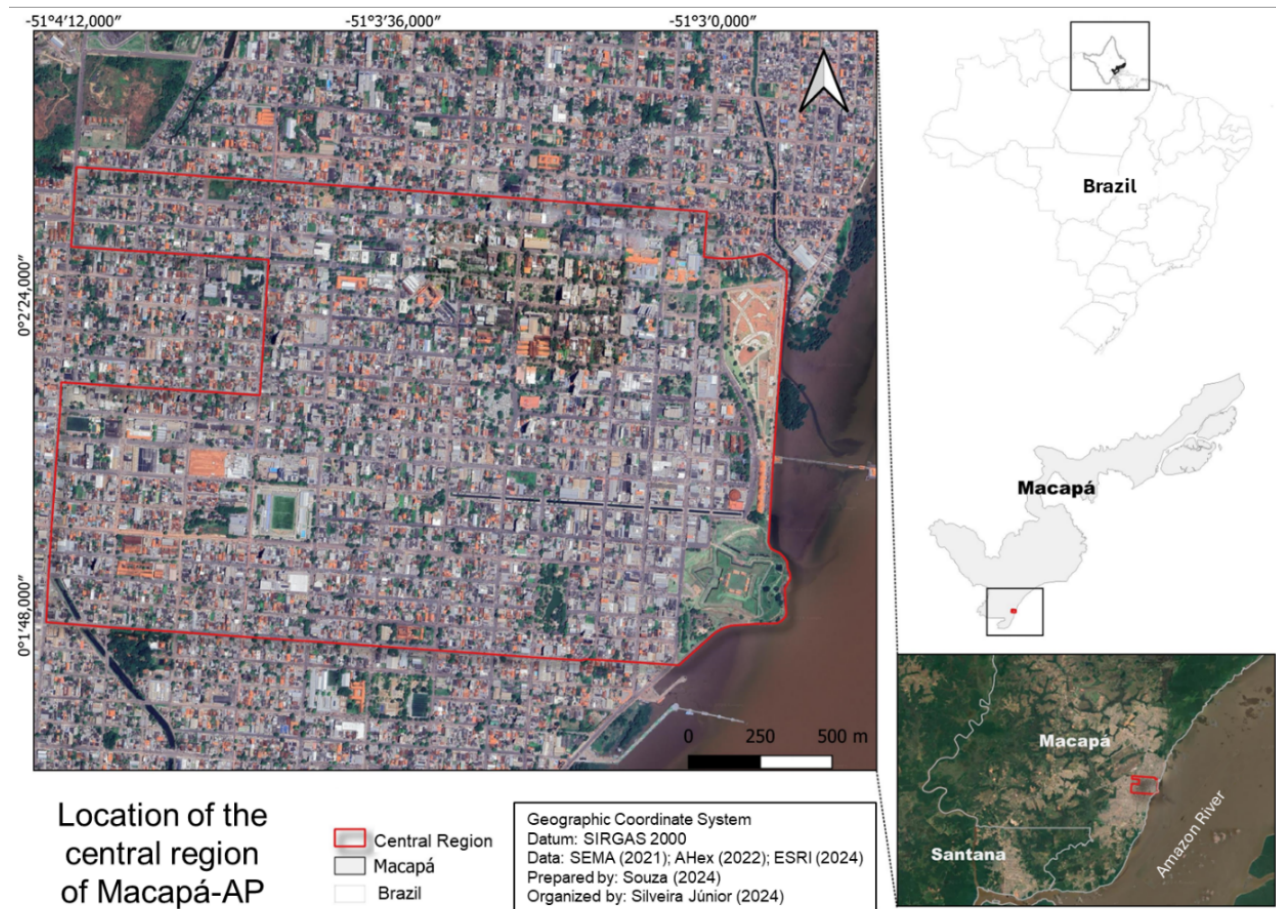 -51°4'12,000"
-51°3'36,000"
-51°3'0,000"
0°2'24,000"
0°1'48,000"
0 250 500 m
Brazil
Macapá
Macapá
Santana
Amazon River
Location of the
central region
of Macapá-AP
Central Region
Macapá
Brazil
Geographic Coordinate System
Datum: SIRGAS 2000
Data: SEMA (2021); AHex (2022); ESRI (2024)
Prepared by: Souza (2024)
Organized by: Silveira Júnior (2024)